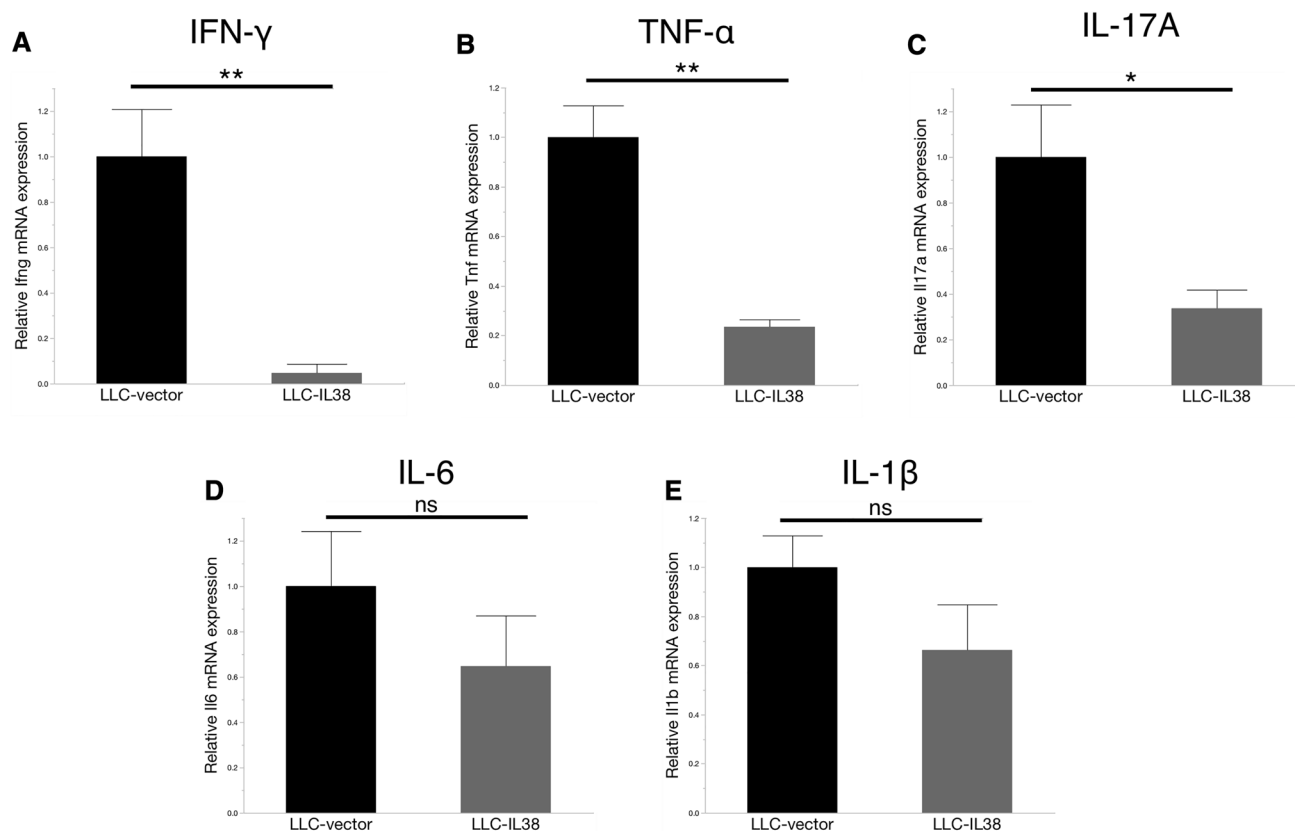 A
IFN-γ
**
Relative Ifng mRNA expression
1.2
1.0
0.8
0.6
0.4
0.2
0.0
LLC-vector
LLC-IL38
B
TNF-α
**
Relative Tnf mRNA expression
1.2
1.0
0.8
0.6
0.4
0.2
0.0
LLC-vector
LLC-IL38
C
IL-17A
*
Relative Il17a mRNA expression
1.2
1.0
0.8
0.6
0.4
0.2
0.0
LLC-vector
LLC-IL38
D
IL-6
ns
Relative Il6 mRNA expression
1.2
1.0
0.8
0.6
0.4
0.2
0.0
LLC-vector
LLC-IL38
E
IL-1β
ns
Relative Il1b mRNA expression
1.2
1.0
0.8
0.6
0.4
0.2
0.0
LLC-vector
LLC-IL38